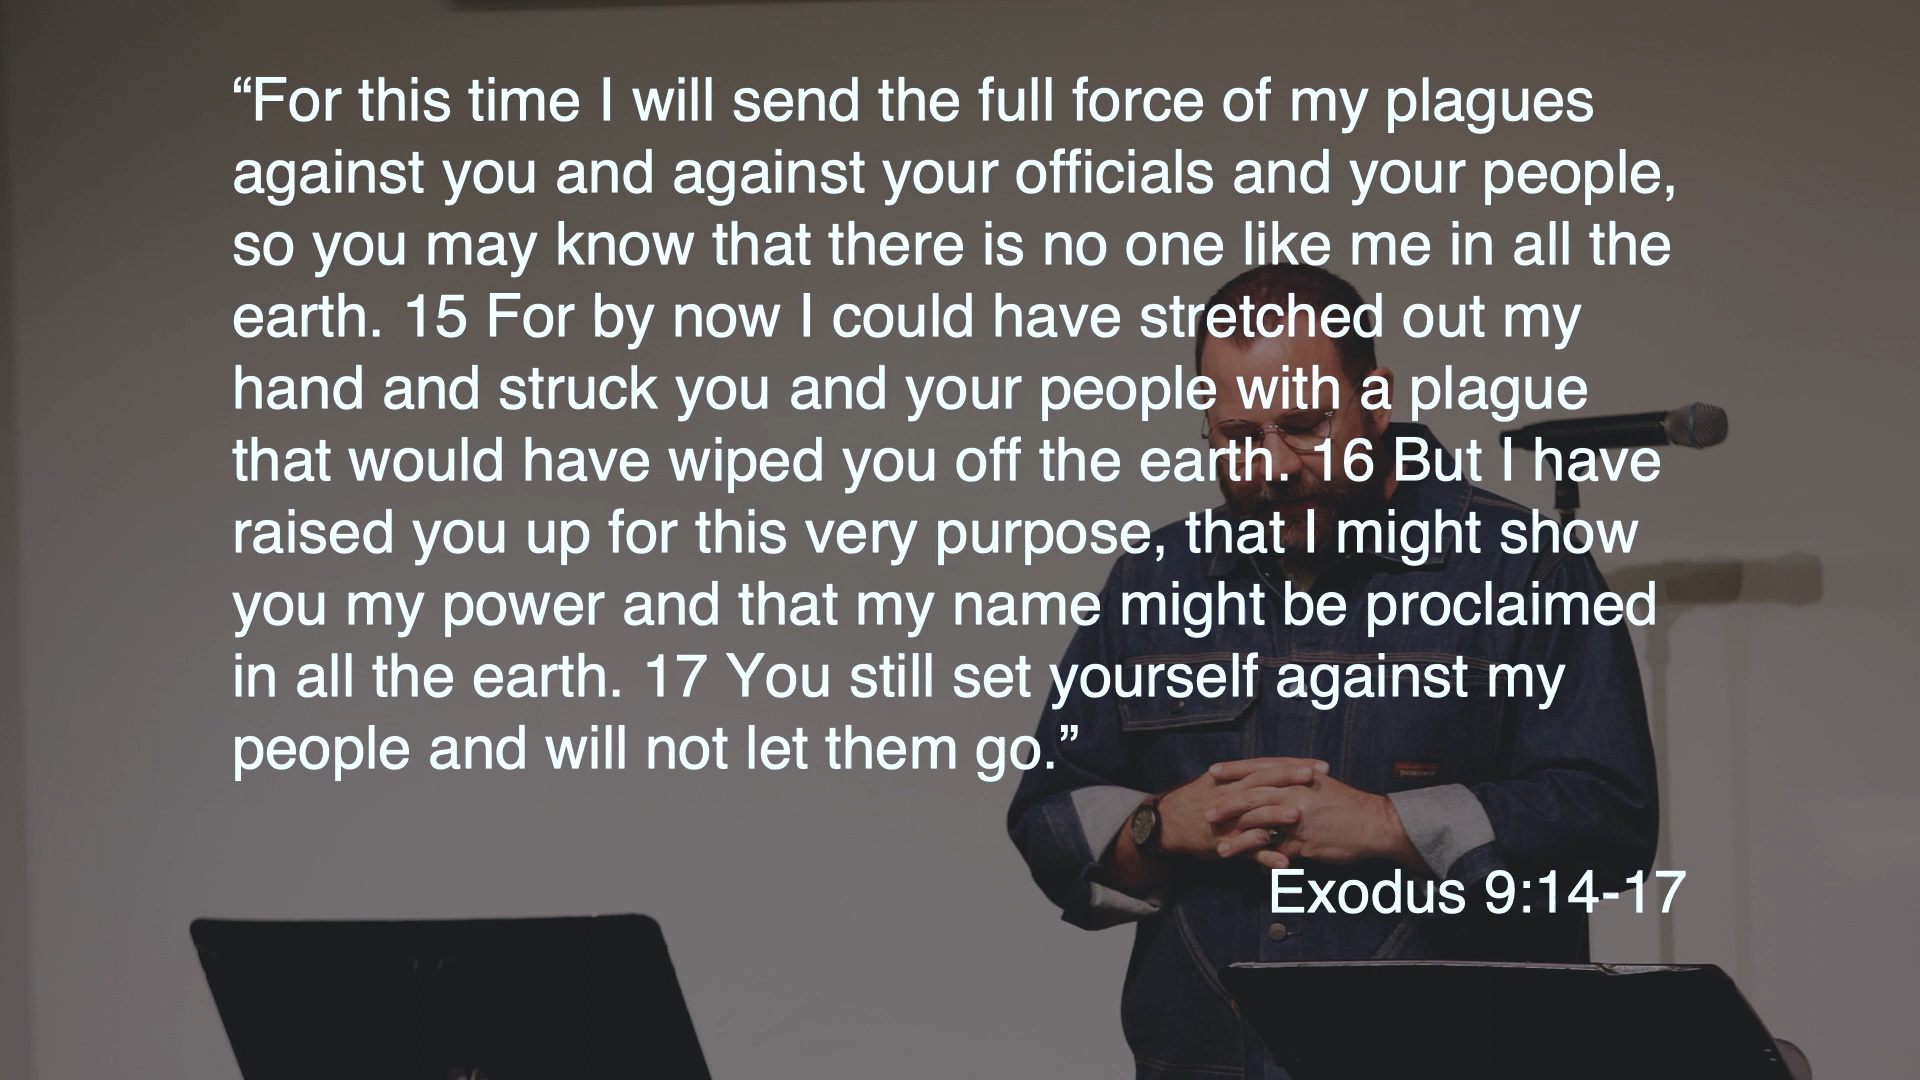 “For this time I will send the full force of my plagues
against you and against your officials and your people,
so you may know that there is no one like me in all the
earth. 15 For by now I could have stretched out my
hand and struck you and your people with a plague
that would have wiped you off the earth. 16 But I have
raised you up for this very purpose, that I might show
you my power and that my name might be proclaimed
in all the earth. 17 You still set yourself against my
people and will not let them go.”
Exodus 9:14-17